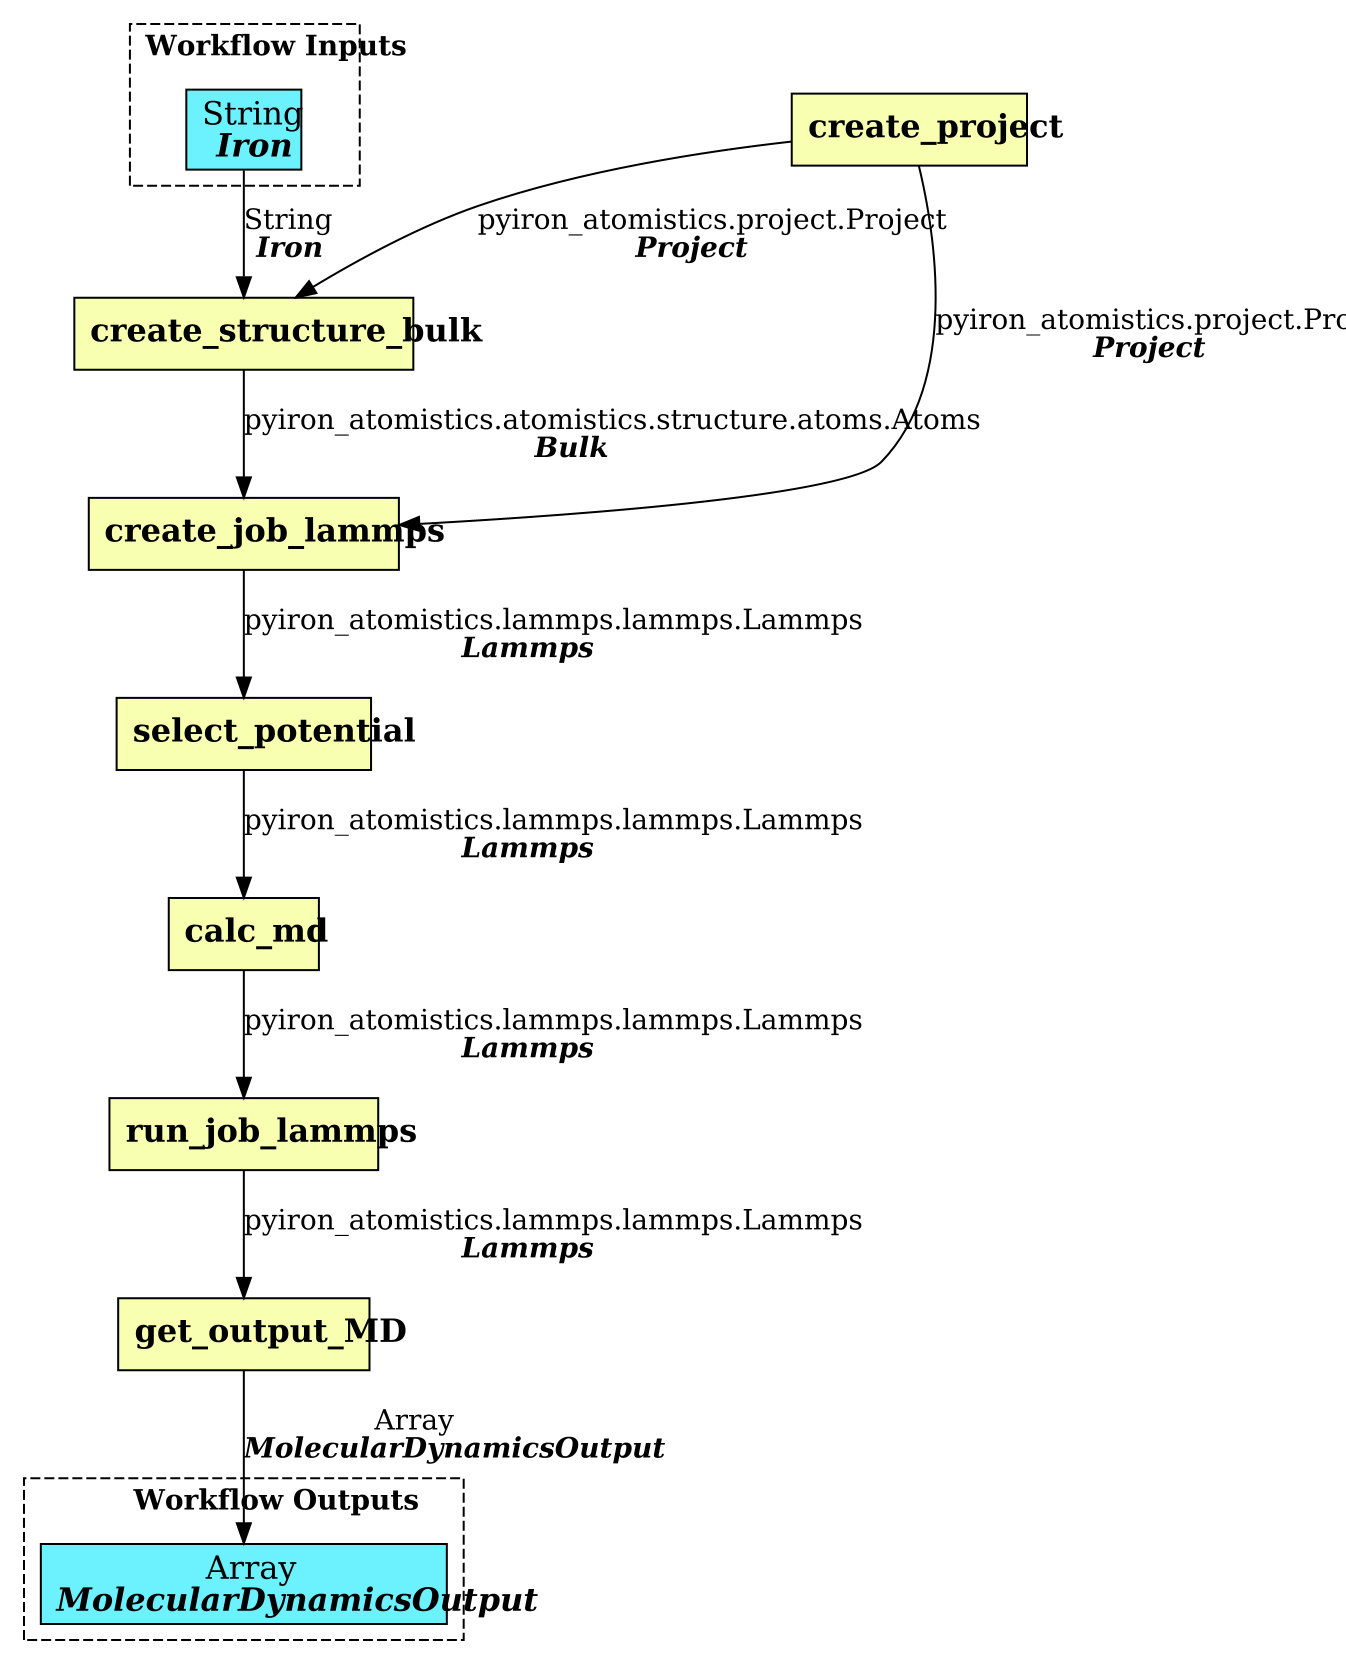 Workflow Inputs
String
Iron
create_project
String
Iron
pyiron_atomistics.project.Project
Project
create_structure_bulk
pyiron_atomistics.project.Pro
Project
pyiron_atomistics.atomistics.structure.atoms.Atoms
Bulk
create_job_lammps
pyiron_atomistics.lammps.lammps.Lammps
Lammps
select_potential
pyiron_atomistics.lammps.lammps.Lammps
Lammps
calc_md
pyiron_atomistics.lammps.lammps.Lammps
Lammps
run_job_lammps
pyiron_atomistics.lammps.lammps.Lammps
Lammps
get_output_MD
Array
MolecularDynamicsOutput
Workflow Outputs
Array
MolecularDynamicsOutput